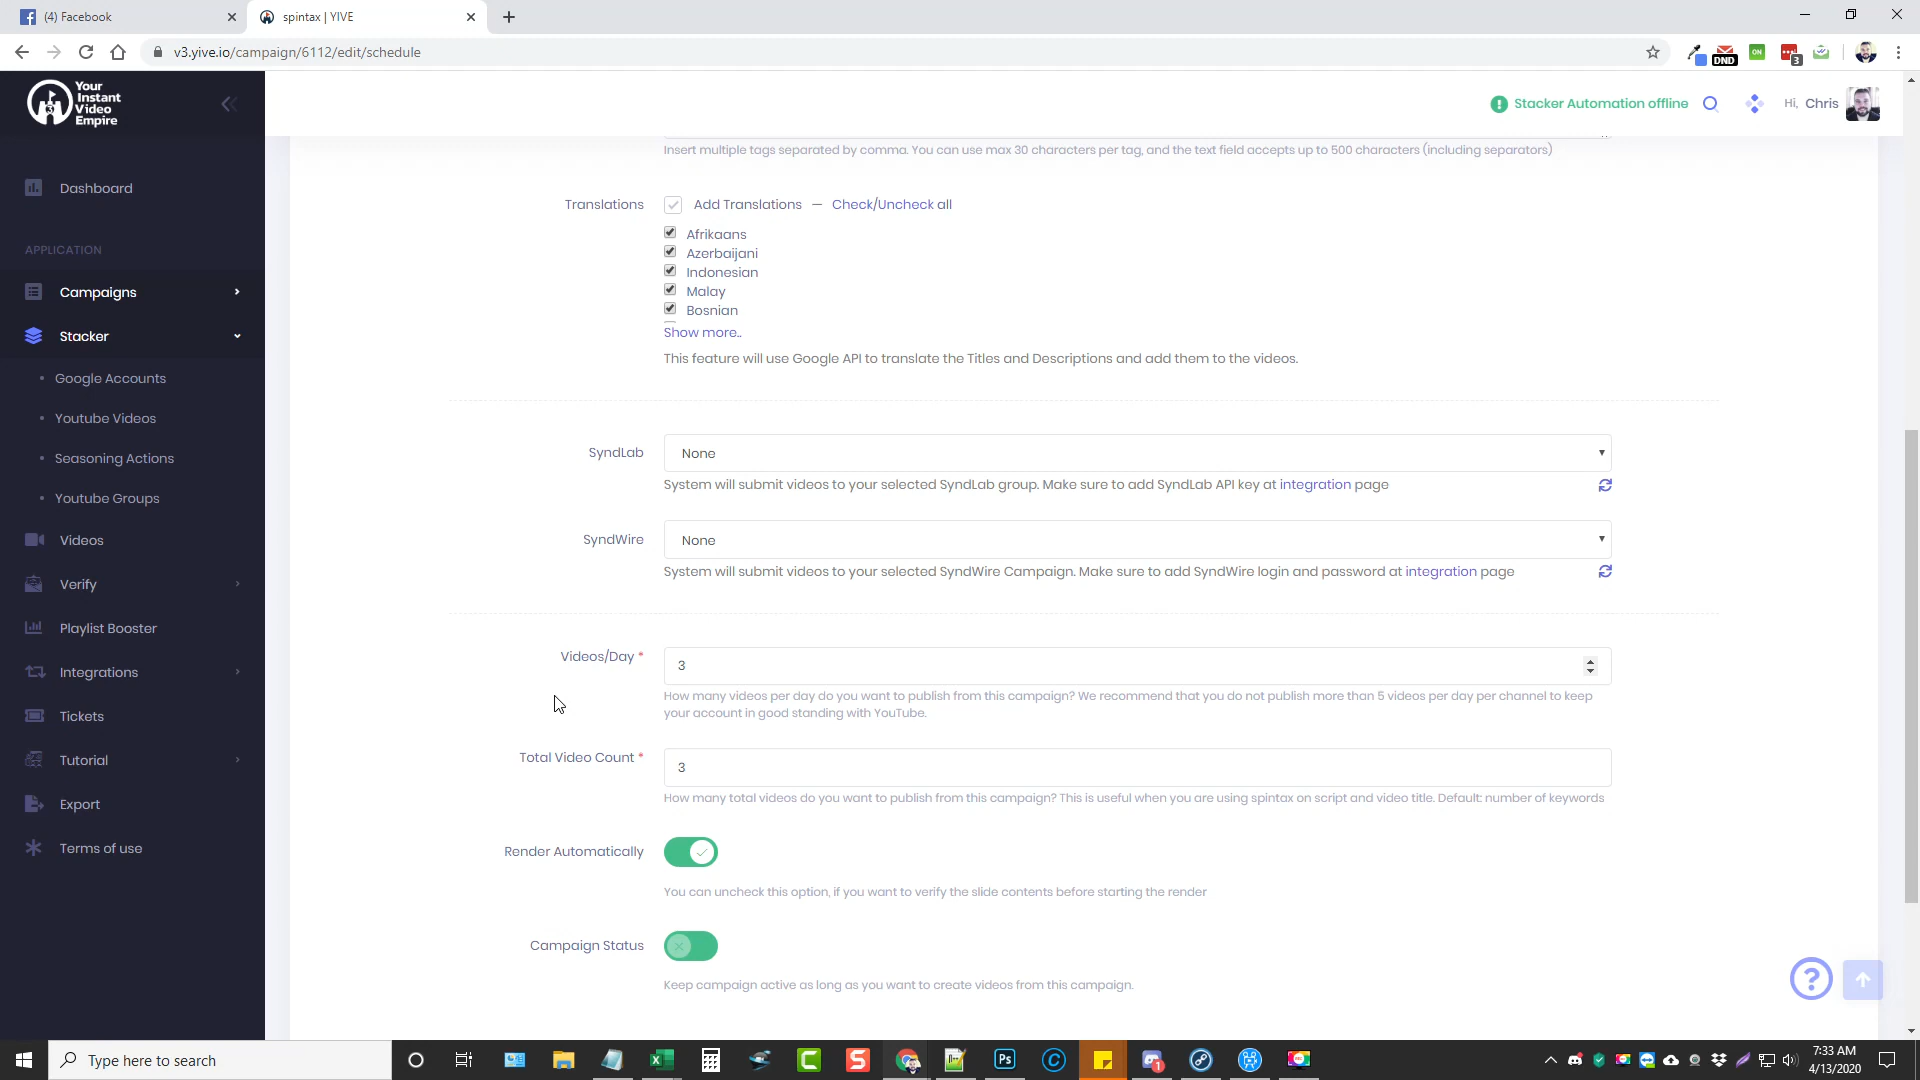 (4) Facebook
spintax | YIVE
v3.yive.io/campaign/6112/edit/schedule
DND
ON
3
Your
Instant
Video
Empire
Stacker Automation offline
Hi, Chris
Insert multiple tags separated by comma. You can use max 30 characters per tag, and the text field accepts up to 500 characters (including separators)
Dashboard
APPLICATION
Campaigns
Stacker
Google Accounts
Youtube Videos
Seasoning Actions
Youtube Groups
Videos
Verify
Playlist Booster
Integrations
Tickets
Tutorial
Export
Terms of use
Translations
Add Translations — Check/Uncheck all
Afrikaans
Azerbaijani
Indonesian
Malay
Bosnian
Show more..
This feature will use Google API to translate the Titles and Descriptions and add them to the videos.
SyndLab
None
System will submit videos to your selected SyndLab group. Make sure to add SyndLab API key at integration page
SyndWire
None
System will submit videos to your selected SyndWire Campaign. Make sure to add SyndWire login and password at integration page
Videos/Day *
3
How many videos per day do you want to publish from this campaign? We recommend that you do not publish more than 5 videos per day per channel to keep
your account in good standing with YouTube.
Total Video Count *
3
How many total videos do you want to publish from this campaign? This is useful when you are using spintax on script and video title. Default: number of keywords
Render Automatically
You can uncheck this option, if you want to verify the slide contents before starting the render
Campaign Status
Keep campaign active as long as you want to create videos from this campaign.
?
Type here to search
Ps
1
7:33 AM
4/13/2020